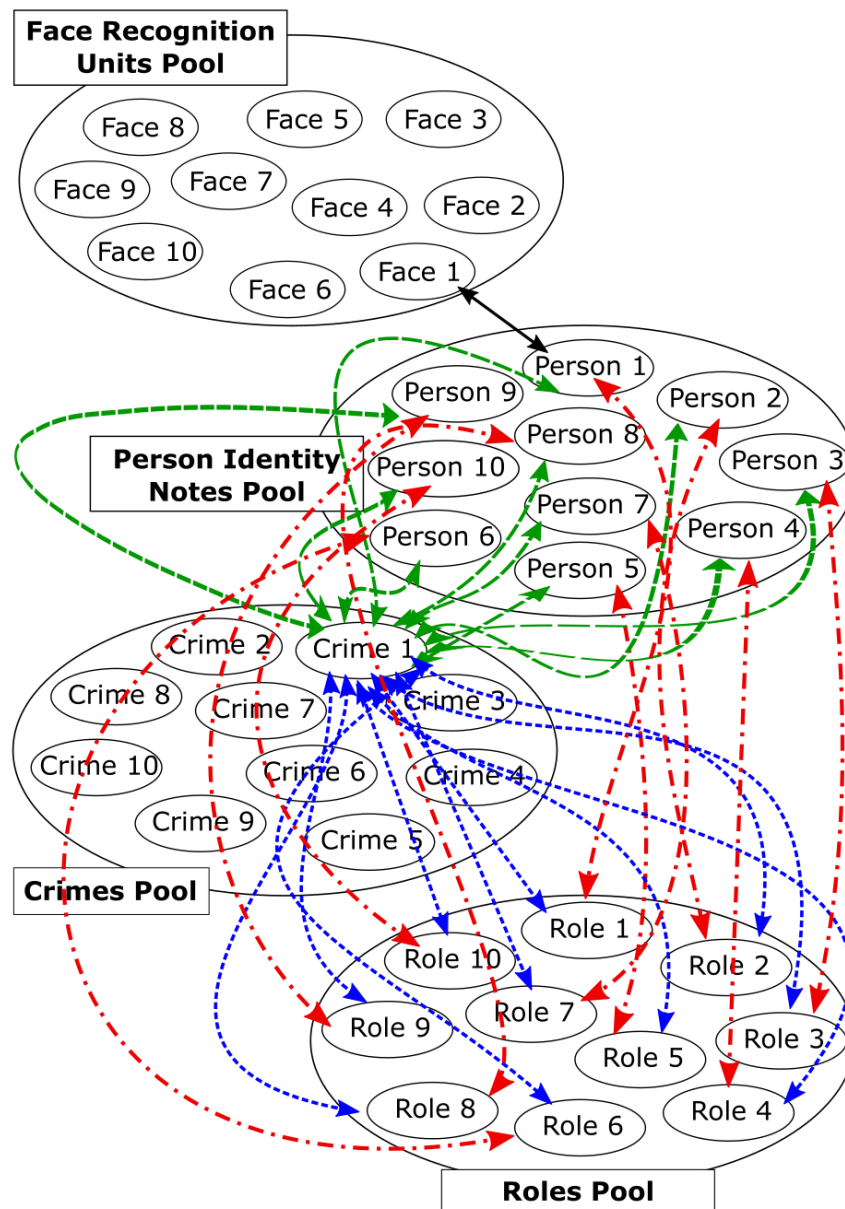 Face Recognition
Units Pool
Face 8
Face 5
Face 3
Face 9
Face 7
Face 4
Face 2
Face 10
Face 6
Face 1
Person 1
Person 9
Person 2
Person 8
Person 3
Person Identity
Notes Pool
Person 10
Person 7
Person 4
Person 6
Person 5
Crime 2
Crime 1
Crime 8
Crime 7
Crime 3
Crime 10
Crime 6
Crime 4
Crime 9
Crime 5
Crimes Pool
Role 1
Role 10
Role 2
Role 9
Role 7
Role 5
Role 3
Role 8
Role 6
Role 4
Roles Pool